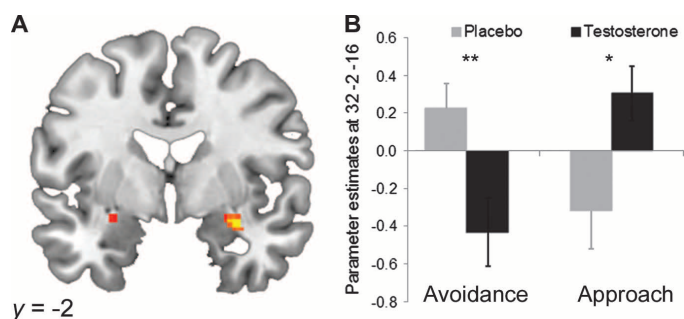 A
y = -2
B
Placebo Testosterone
** *
Parameter estimates at 32 -2 -16
0.6
0.4
0.2
0.0
-0.2
-0.4
-0.6
-0.8
Avoidance Approach